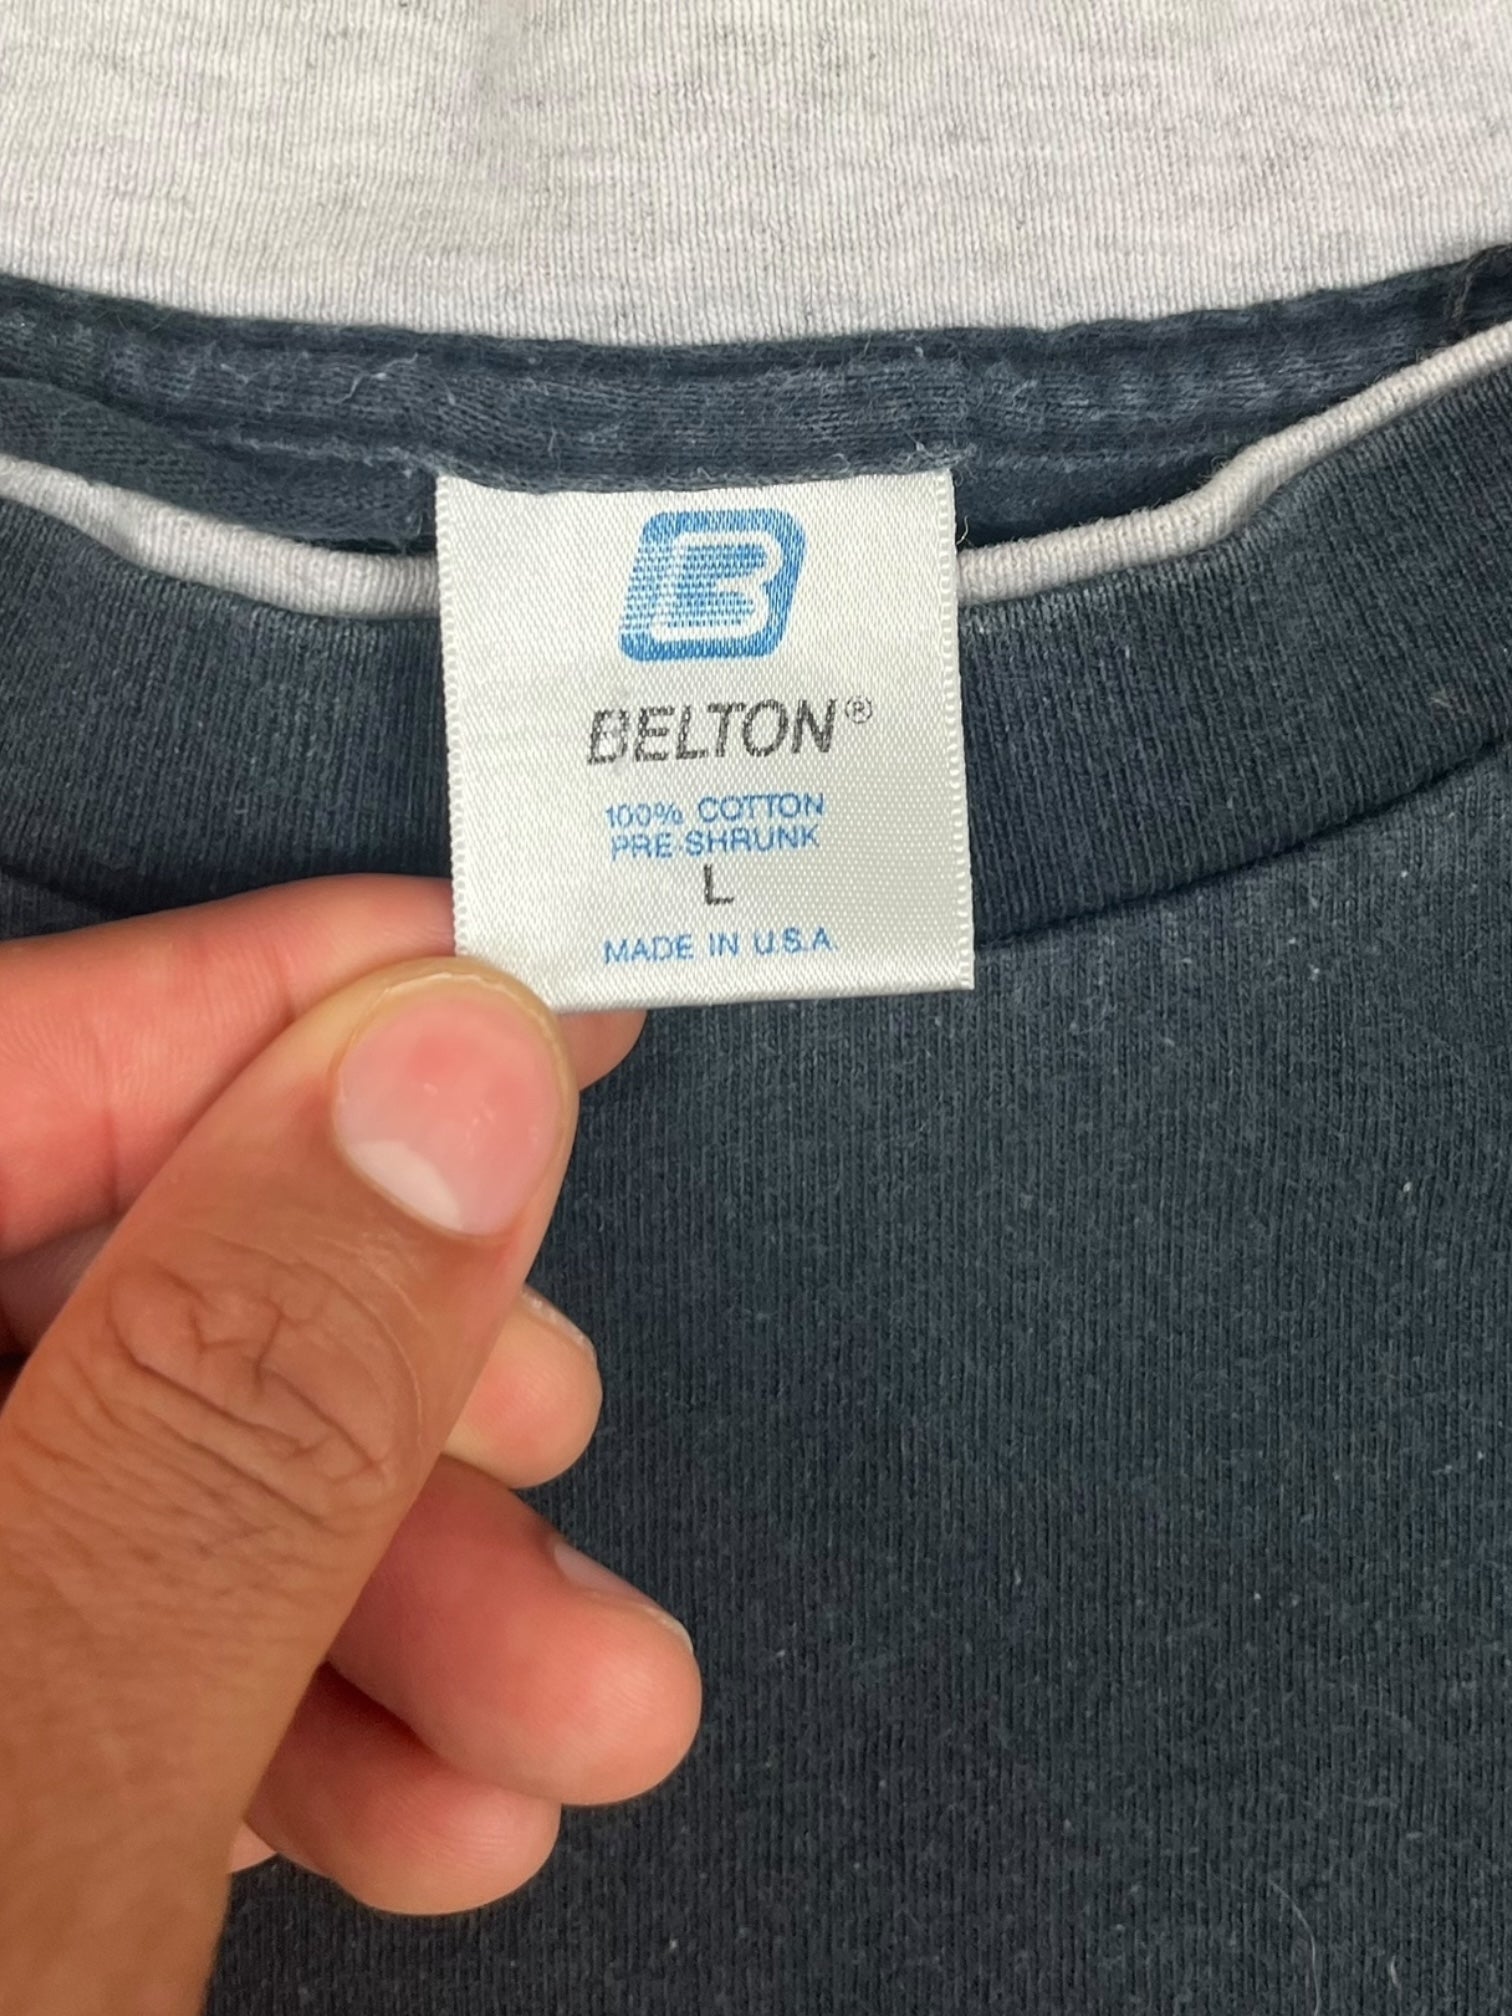 B
BELTON®
100% COTTON
PRE-SHRUNK
L
MADE IN U.S.A.